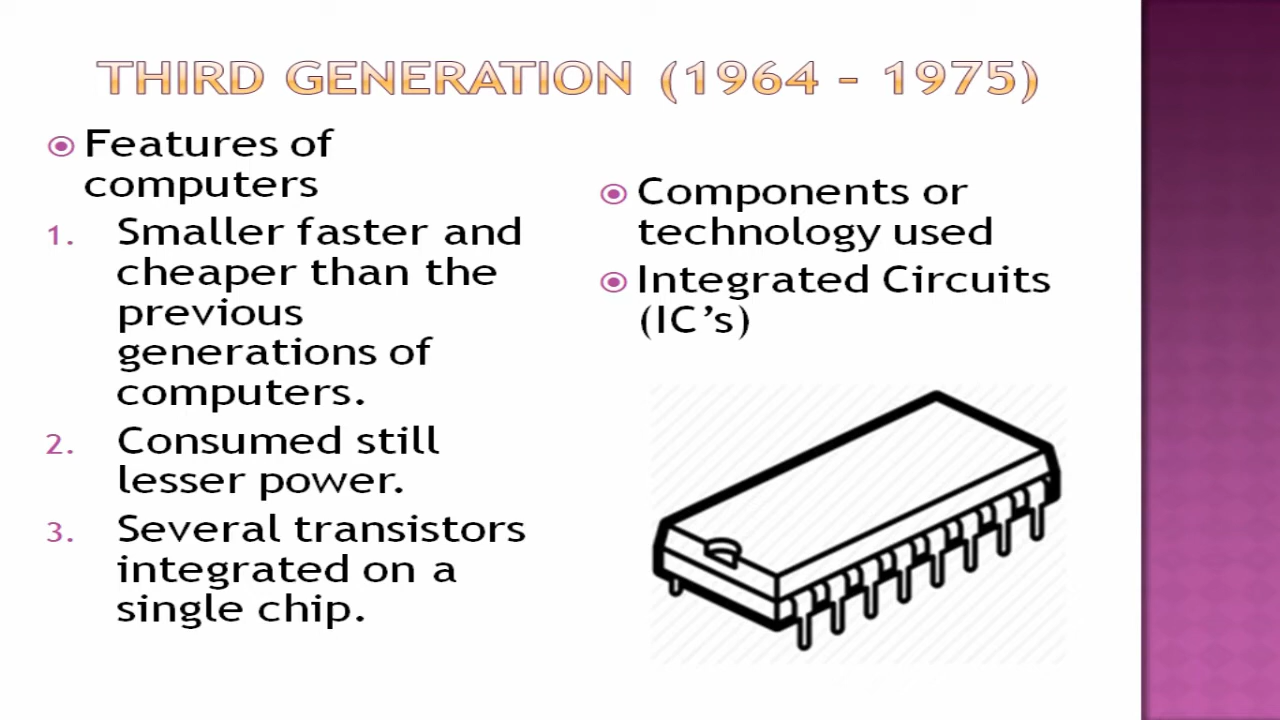 THIRD GENERATION (1964 – 1975)
Features of
computers
1. Smaller faster and
cheaper than the
previous
generations of
computers.
2. Consumed still
lesser power.
3. Several transistors
integrated on a
single chip.
Components or
technology used
Integrated Circuits
(IC’s)